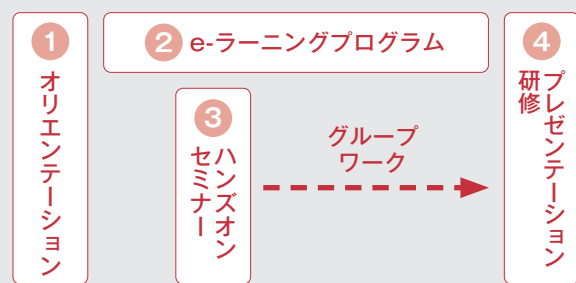 1
オリエンテーション
2 e-ラーニングプログラム
3
ハンズオン
セミナー
グループ
ワーク
4
プレゼンテーション
研修